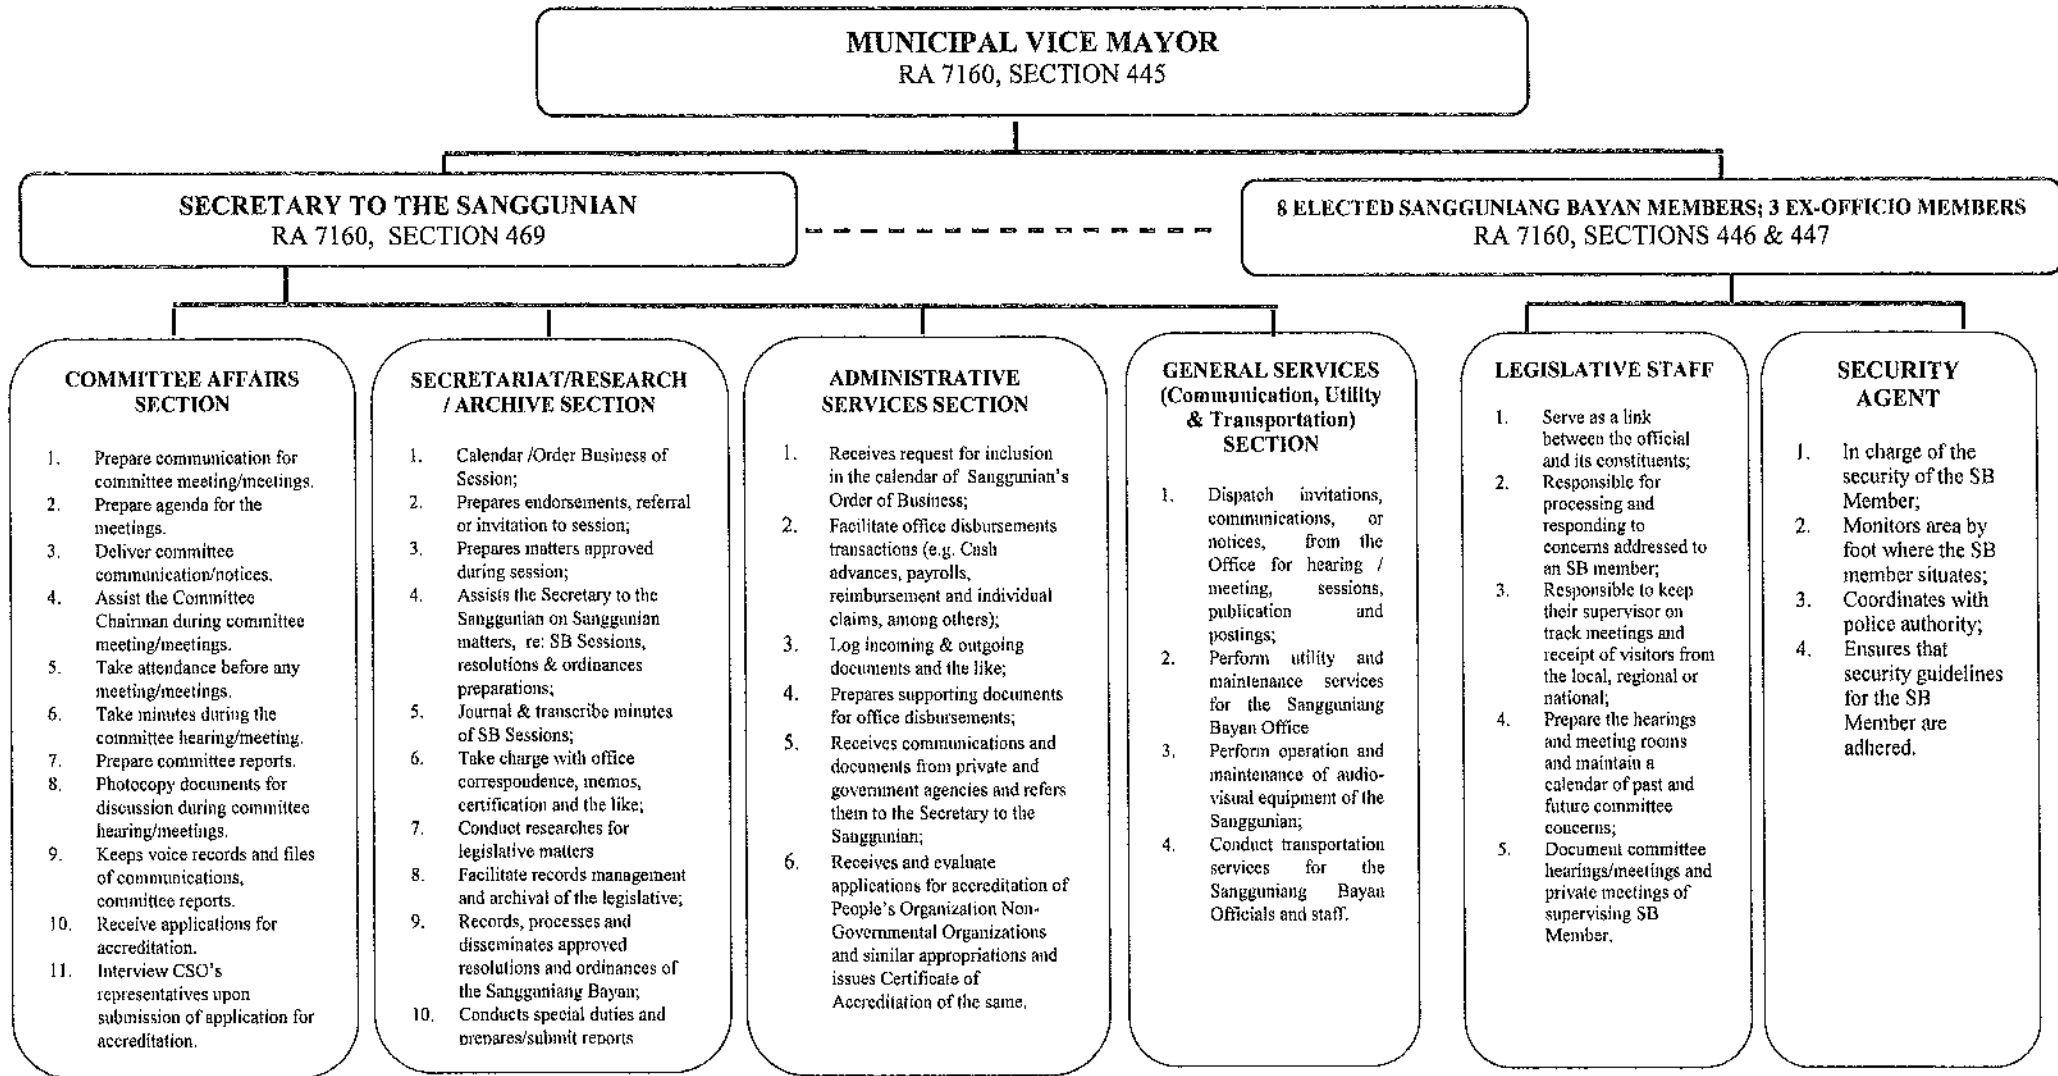 MUNICIPAL VICE MAYOR
RA 7160, SECTION 445
SECRETARY TO THE SANGGUNIAN
RA 7160, SECTION 469
8 ELECTED SANGGUNIANG BAYAN MEMBERS; 3 EX-OFFICIO MEMBERS
RA 7160, SECTIONS 446 & 447
COMMITTEE AFFAIRS
SECTION
1. Prepare communication for
committee meeting/meetings.
2. Prepare agenda for the
meetings.
3. Deliver committee
communication/notices.
4. Assist the Committee
Chairman during committee
meeting/meetings.
5. Take attendance before any
meeting/meetings.
6. Take minutes during the
committee hearing/meeting.
7. Prepare committee reports.
8. Photocopy documents for
discussion during committee
hearing/meetings.
9. Keeps voice records and files
of communications,
committee reports.
10. Receive applications for
accreditation.
11. Interview CSO's
representatives upon
submission of application for
accreditation.
SECRETARIAT/RESEARCH
/ ARCHIVE SECTION
1. Calendar /Order Business of
Session;
2. Prepares endorsements, referral
or invitation to session;
3. Prepares matters approved
during session;
4. Assists the Secretary to the
Sanggunian on Sanggunian
matters, re: SB Sessions,
resolutions & ordinances
preparations;
5. Journal & transcribe minutes
of SB Sessions;
6. Take charge with office
correspondence, memos,
certification and the like;
7. Conduct researches for
legislative matters
8. Facilitate records management
and archival of the legislative;
9. Records, processes and
disseminates approved
resolutions and ordinances of
the Sangguniang Bayan;
10. Conducts special duties and
prepares/submit reports
ADMINISTRATIVE
SERVICES SECTION
1. Receives request for inclusion
in the calendar of Sanggunian's
Order of Business;
2. Facilitate office disbursements
transactions (e.g. Cash
advances, payrolls,
reimbursement and individual
claims, among others);
3. Log incoming & outgoing
documents and the like;
4. Prepares supporting documents
for office disbursements;
5. Receives communications and
documents from private and
government agencies and refers
them to the Secretary to the
Sanggunian;
6. Receives and evaluate
applications for accreditation of
People's Organization Non-
Governmental Organizations
and similar appropriations and
issues Certificate of
Accreditation of the same.
GENERAL SERVICES
(Communication, Utility
& Transportation)
SECTION
1. Dispatch invitations,
communications, or
notices, from the
Office for hearing /
meeting, sessions,
publication and
postings;
2. Perform utility and
maintenance services
for the Sangguniang
Bayan Office
3. Perform operation and
maintenance of audio-
visual equipment of the
Sanggunian;
4. Conduct transportation
services for the
Sangguniang Bayan
Officials and staff.
LEGISLATIVE STAFF
1. Serve as a link
between the official
and its constituents;
2. Responsible for
processing and
responding to
concerns addressed to
an SB member;
3. Responsible to keep
their supervisor on
track meetings and
receipt of visitors from
the local, regional or
national;
4. Prepare the hearings
and meeting rooms
and maintain a
calendar of past and
future committee
concerns;
5. Document committee
hearings/meetings and
private meetings of
supervising SB
Member.
SECURITY
AGENT
1. In charge of the
security of the SB
Member;
2. Monitors area by
foot where the SB
member situates;
3. Coordinates with
police authority;
4. Ensures that
security guidelines
for the SB
Member are
adhered.